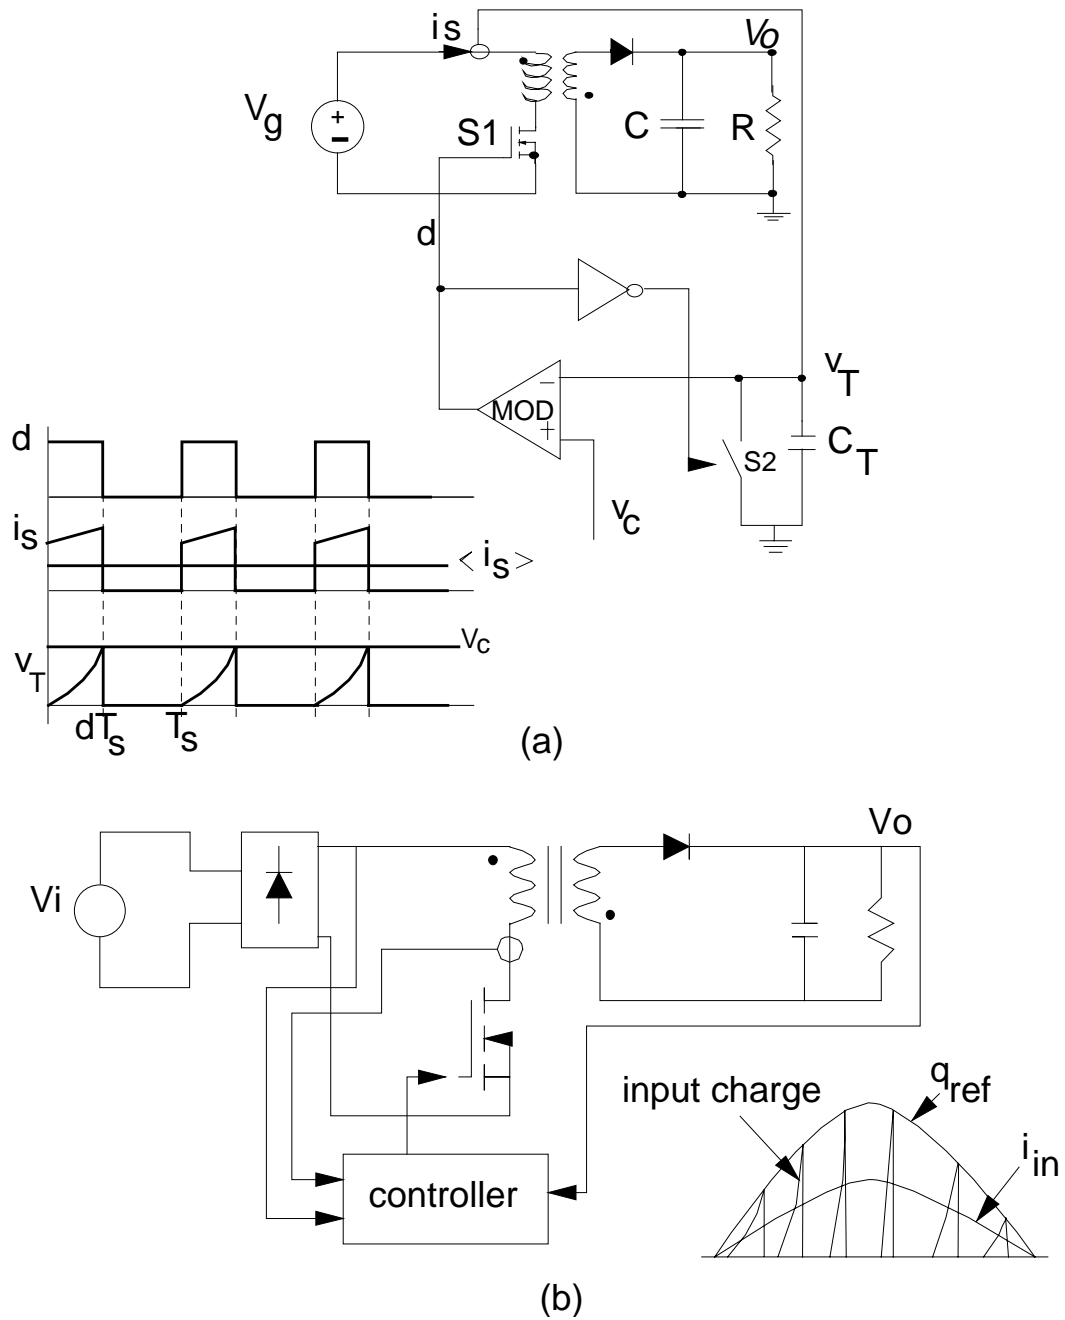 is
Vo
Vg
+
−
S1
C
R
d
vT
−
MOD
+
S2
CT
vc
d
is
<is>
Vc
vT
dTs
Ts
(a)
Vo
Vi
input charge
qref
iin
controller
(b)